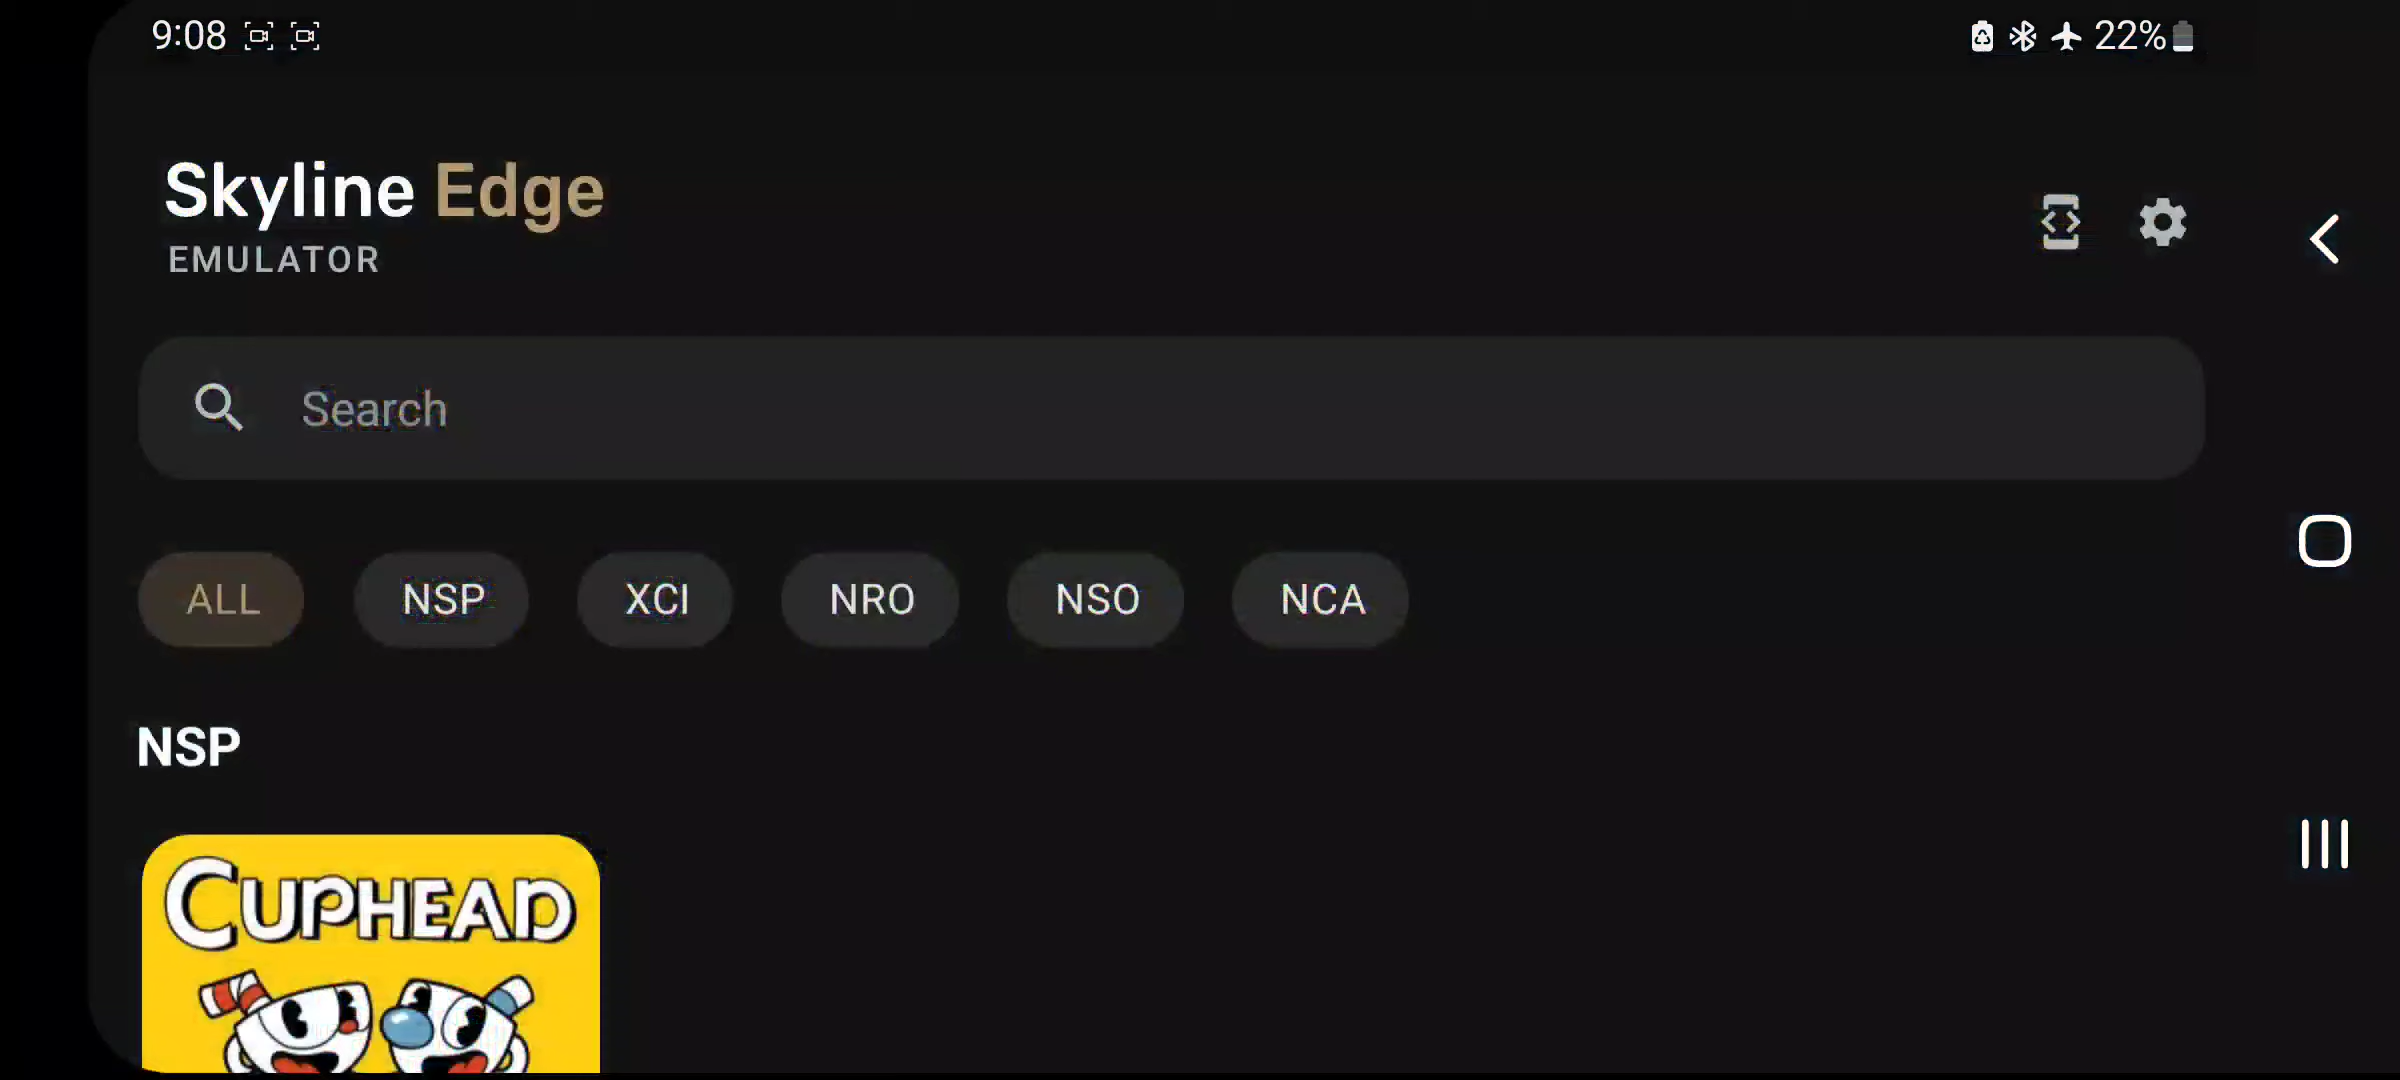 9:08 22%
Skyline Edge
EMULATOR
Search
ALL NSP XCI NRO NSO NCA
NSP
CUPHEAD